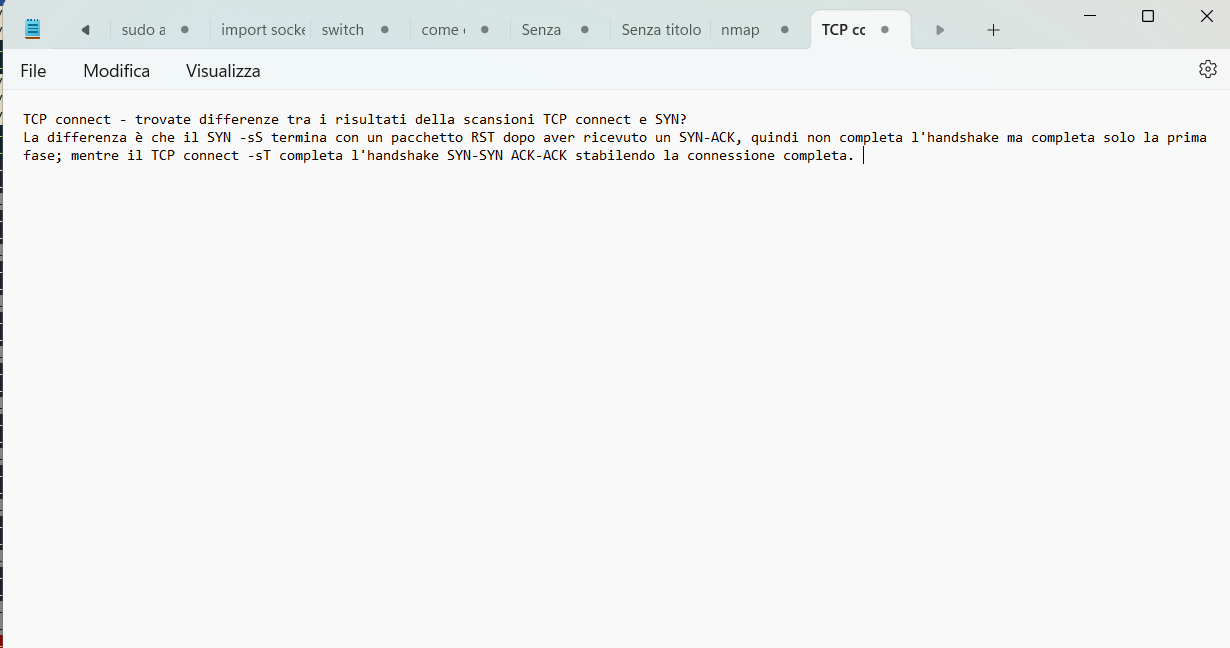 sudo a
import socke
switch
come
Senza
Senza titolo
nmap
TCP cc
File
Modifica
Visualizza
TCP connect - trovate differenze tra i risultati della scansioni TCP connect e SYN?
La differenza è che il SYN -sS termina con un pacchetto RST dopo aver ricevuto un SYN-ACK, quindi non completa l'handshake ma completa solo la prima
fase; mentre il TCP connect -sT completa l'handshake SYN-SYN ACK-ACK stabilendo la connessione completa.